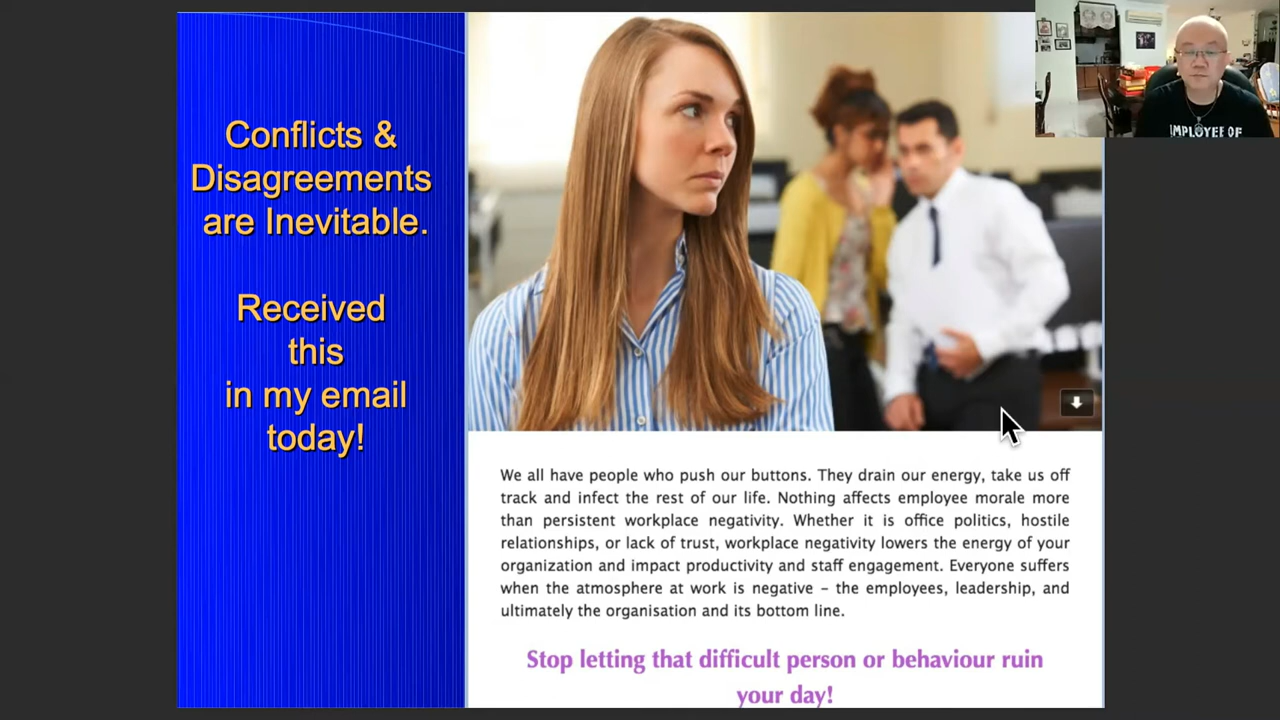 Conflicts &
Disagreements
are Inevitable.
Received
this
in my email
today!
EMPLOYEE OF
We all have people who push our buttons. They drain our energy, take us off
track and infect the rest of our life. Nothing affects employee morale more
than persistent workplace negativity. Whether it is office politics, hostile
relationships, or lack of trust, workplace negativity lowers the energy of your
organization and impact productivity and staff engagement. Everyone suffers
when the atmosphere at work is negative – the employees, leadership, and
ultimately the organisation and its bottom line.
Stop letting that difficult person or behaviour ruin
your day!